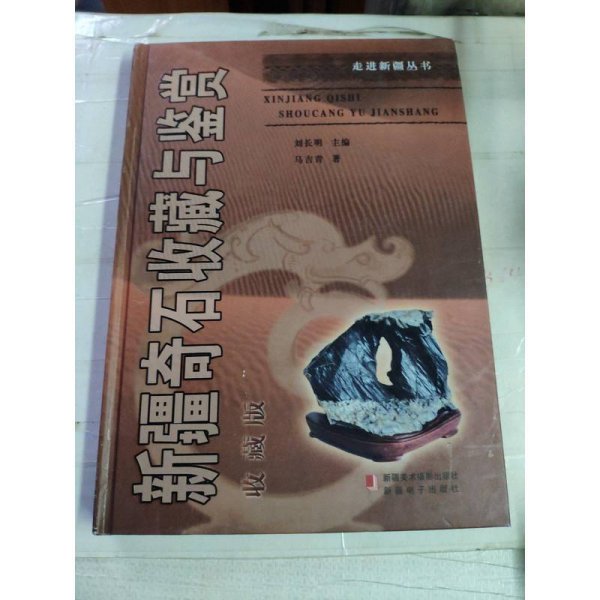 走进新疆丛书
XINJIANG QISHI
SHOUCANG YU JIANSHANG
刘长明 主编
马吉青 著
新疆奇石收藏与鉴赏
收藏版
新疆美术摄影出版社
新疆电子出版社